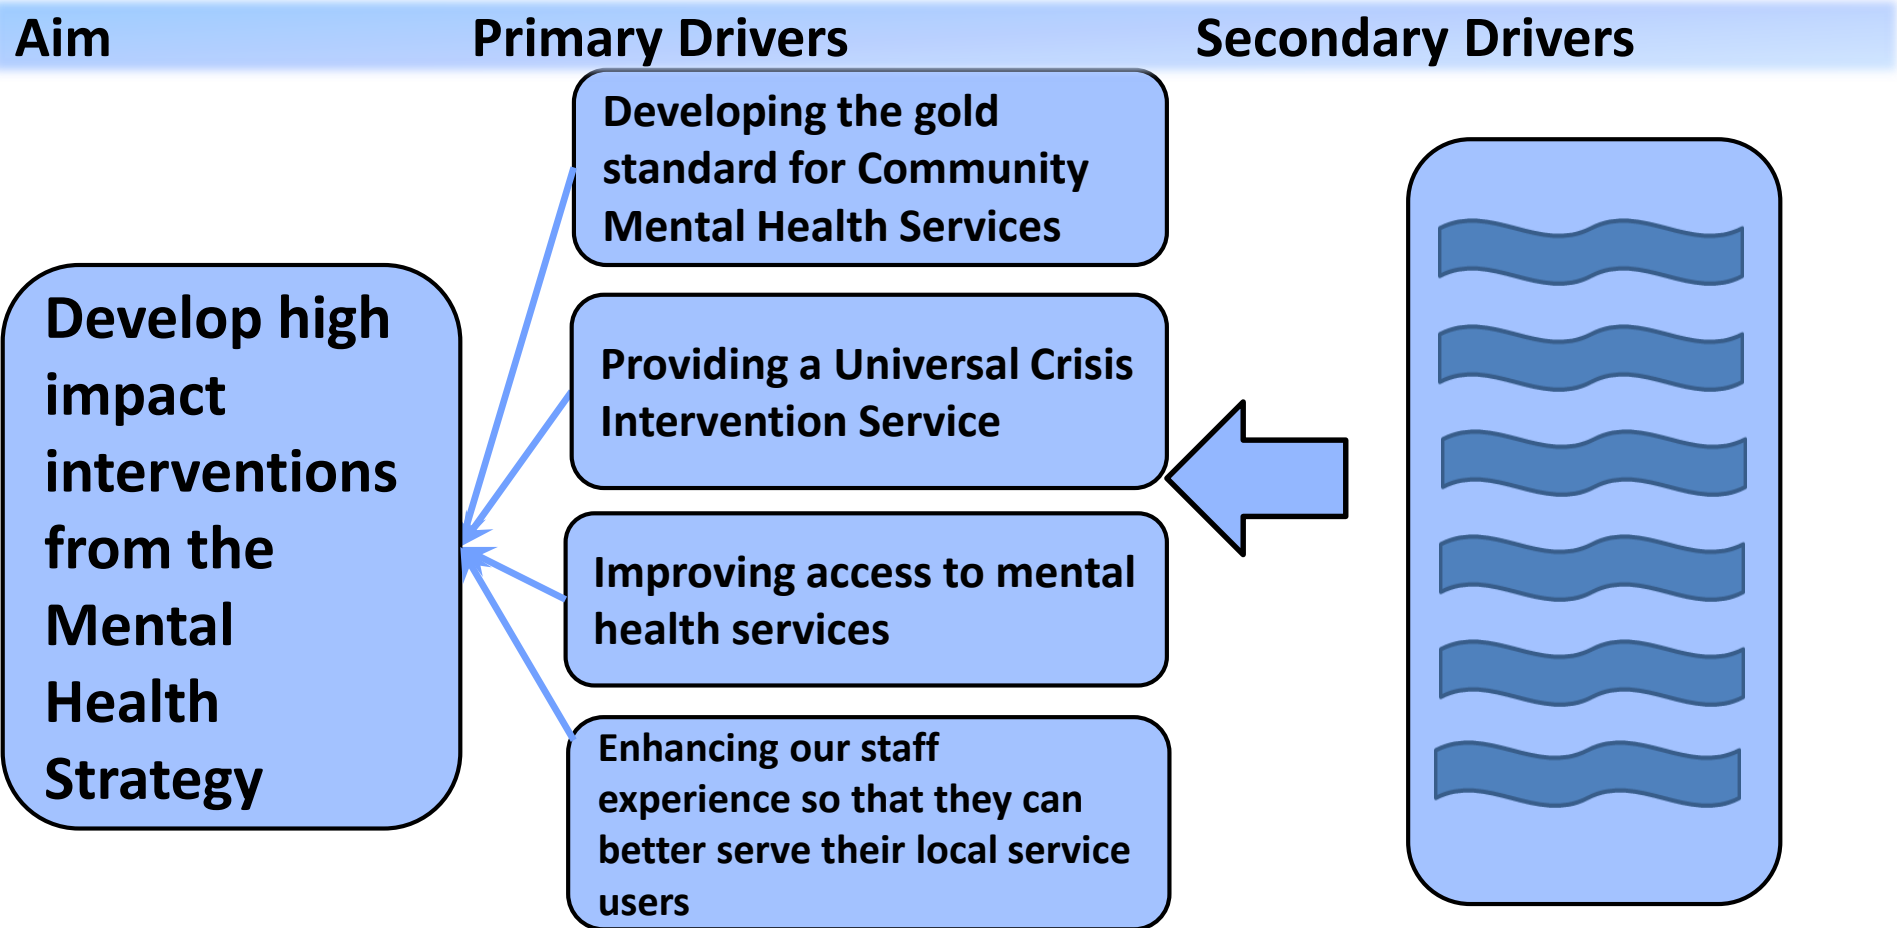 Aim
Primary Drivers
Secondary Drivers
Develop high
impact
interventions
from the
Mental
Health
Strategy
Developing the gold
standard for Community
Mental Health Services
Providing a Universal Crisis
Intervention Service
Improving access to mental
health services
Enhancing our staff
experience so that they can
better serve their local service
users